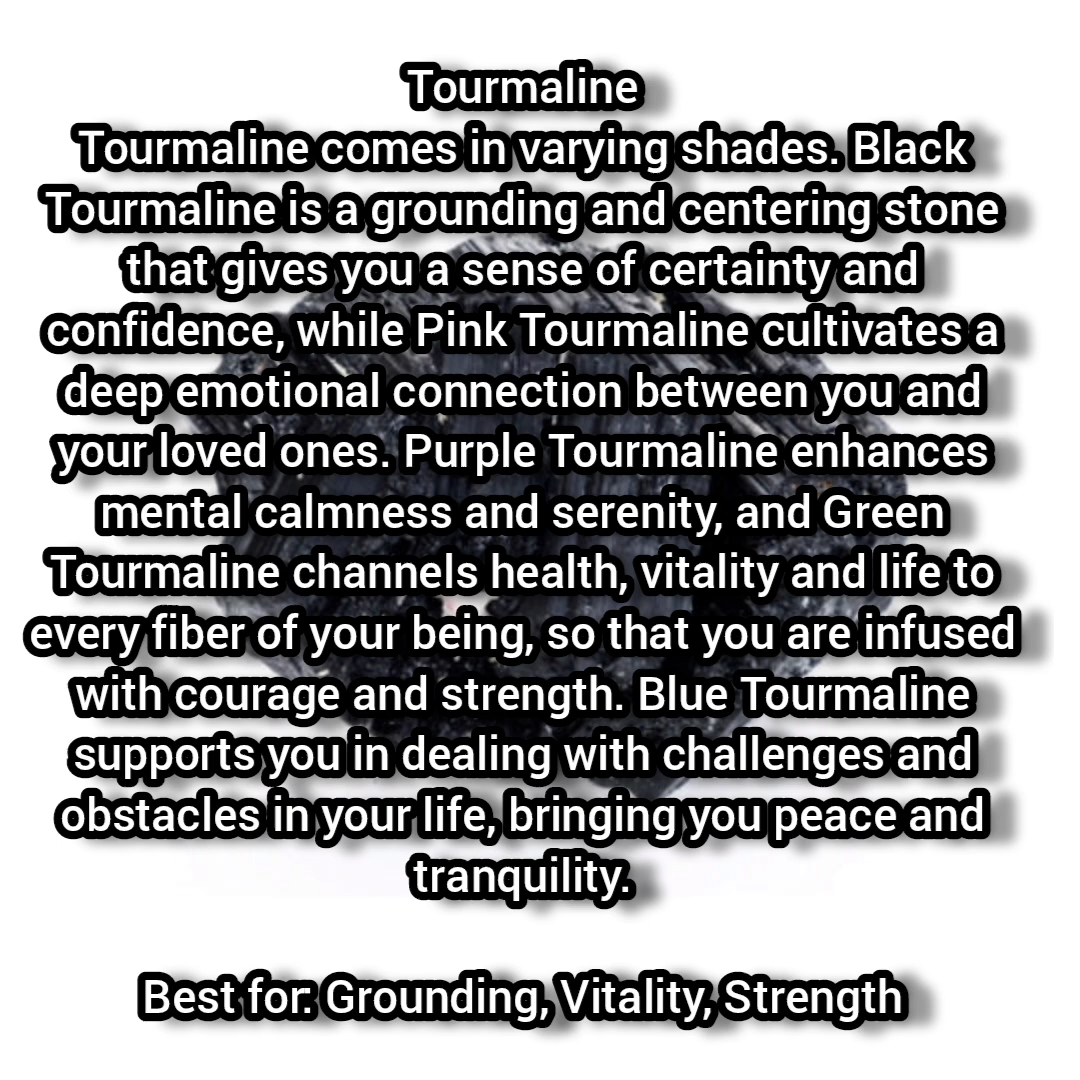 Tourmaline
Tourmaline comes in varying shades. Black
Tourmaline is a grounding and centering stone
that gives you a sense of certainty and
confidence, while Pink Tourmaline cultivates a
deep emotional connection between you and
your loved ones. Purple Tourmaline enhances
mental calmness and serenity, and Green
Tourmaline channels health, vitality and life to
every fiber of your being, so that you are infused
with courage and strength. Blue Tourmaline
supports you in dealing with challenges and
obstacles in your life, bringing you peace and
tranquility.
Best for: Grounding, Vitality, Strength